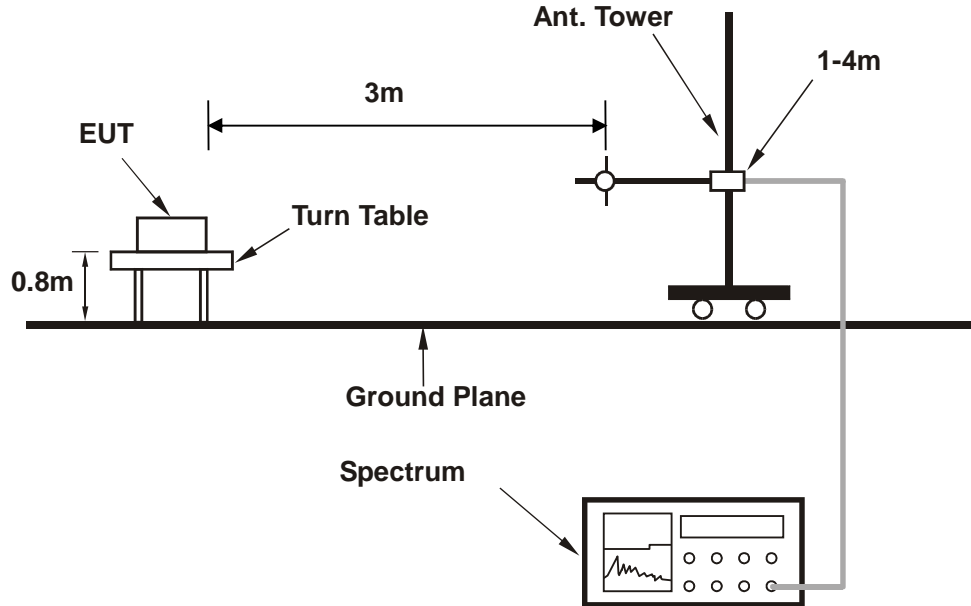 Ant. Tower
1-4m
3m
EUT
Turn Table
0.8m
Ground Plane
Spectrum